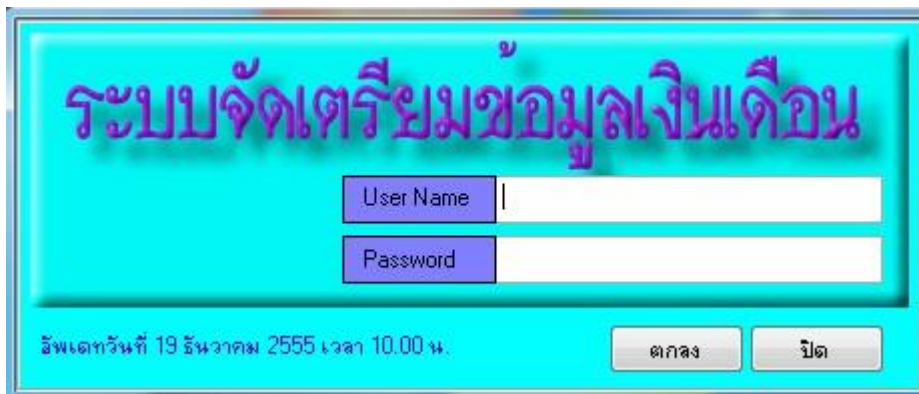 ระบบจัดเตรียมข้อมูลเงินเดือน
User Name
Password
อัพเดทวันที่ 19 ธันวาคม 2555 เวลา 10.00 น.
ตกลง
ปิด